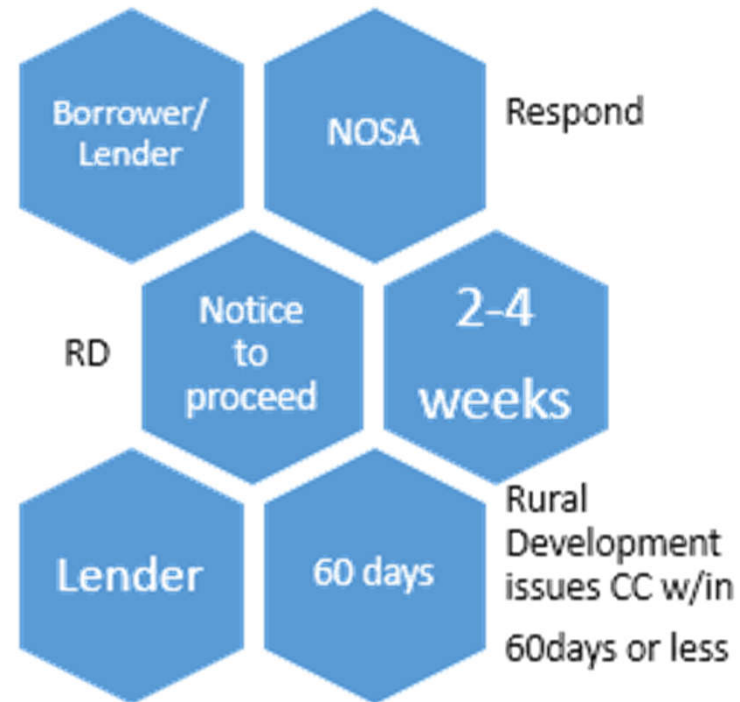 Borrower/
Lender
NOSA
Respond
RD
Notice
to
proceed
2-4
weeks
Lender
60 days
Rural
Development
issues CC w/in
60days or less